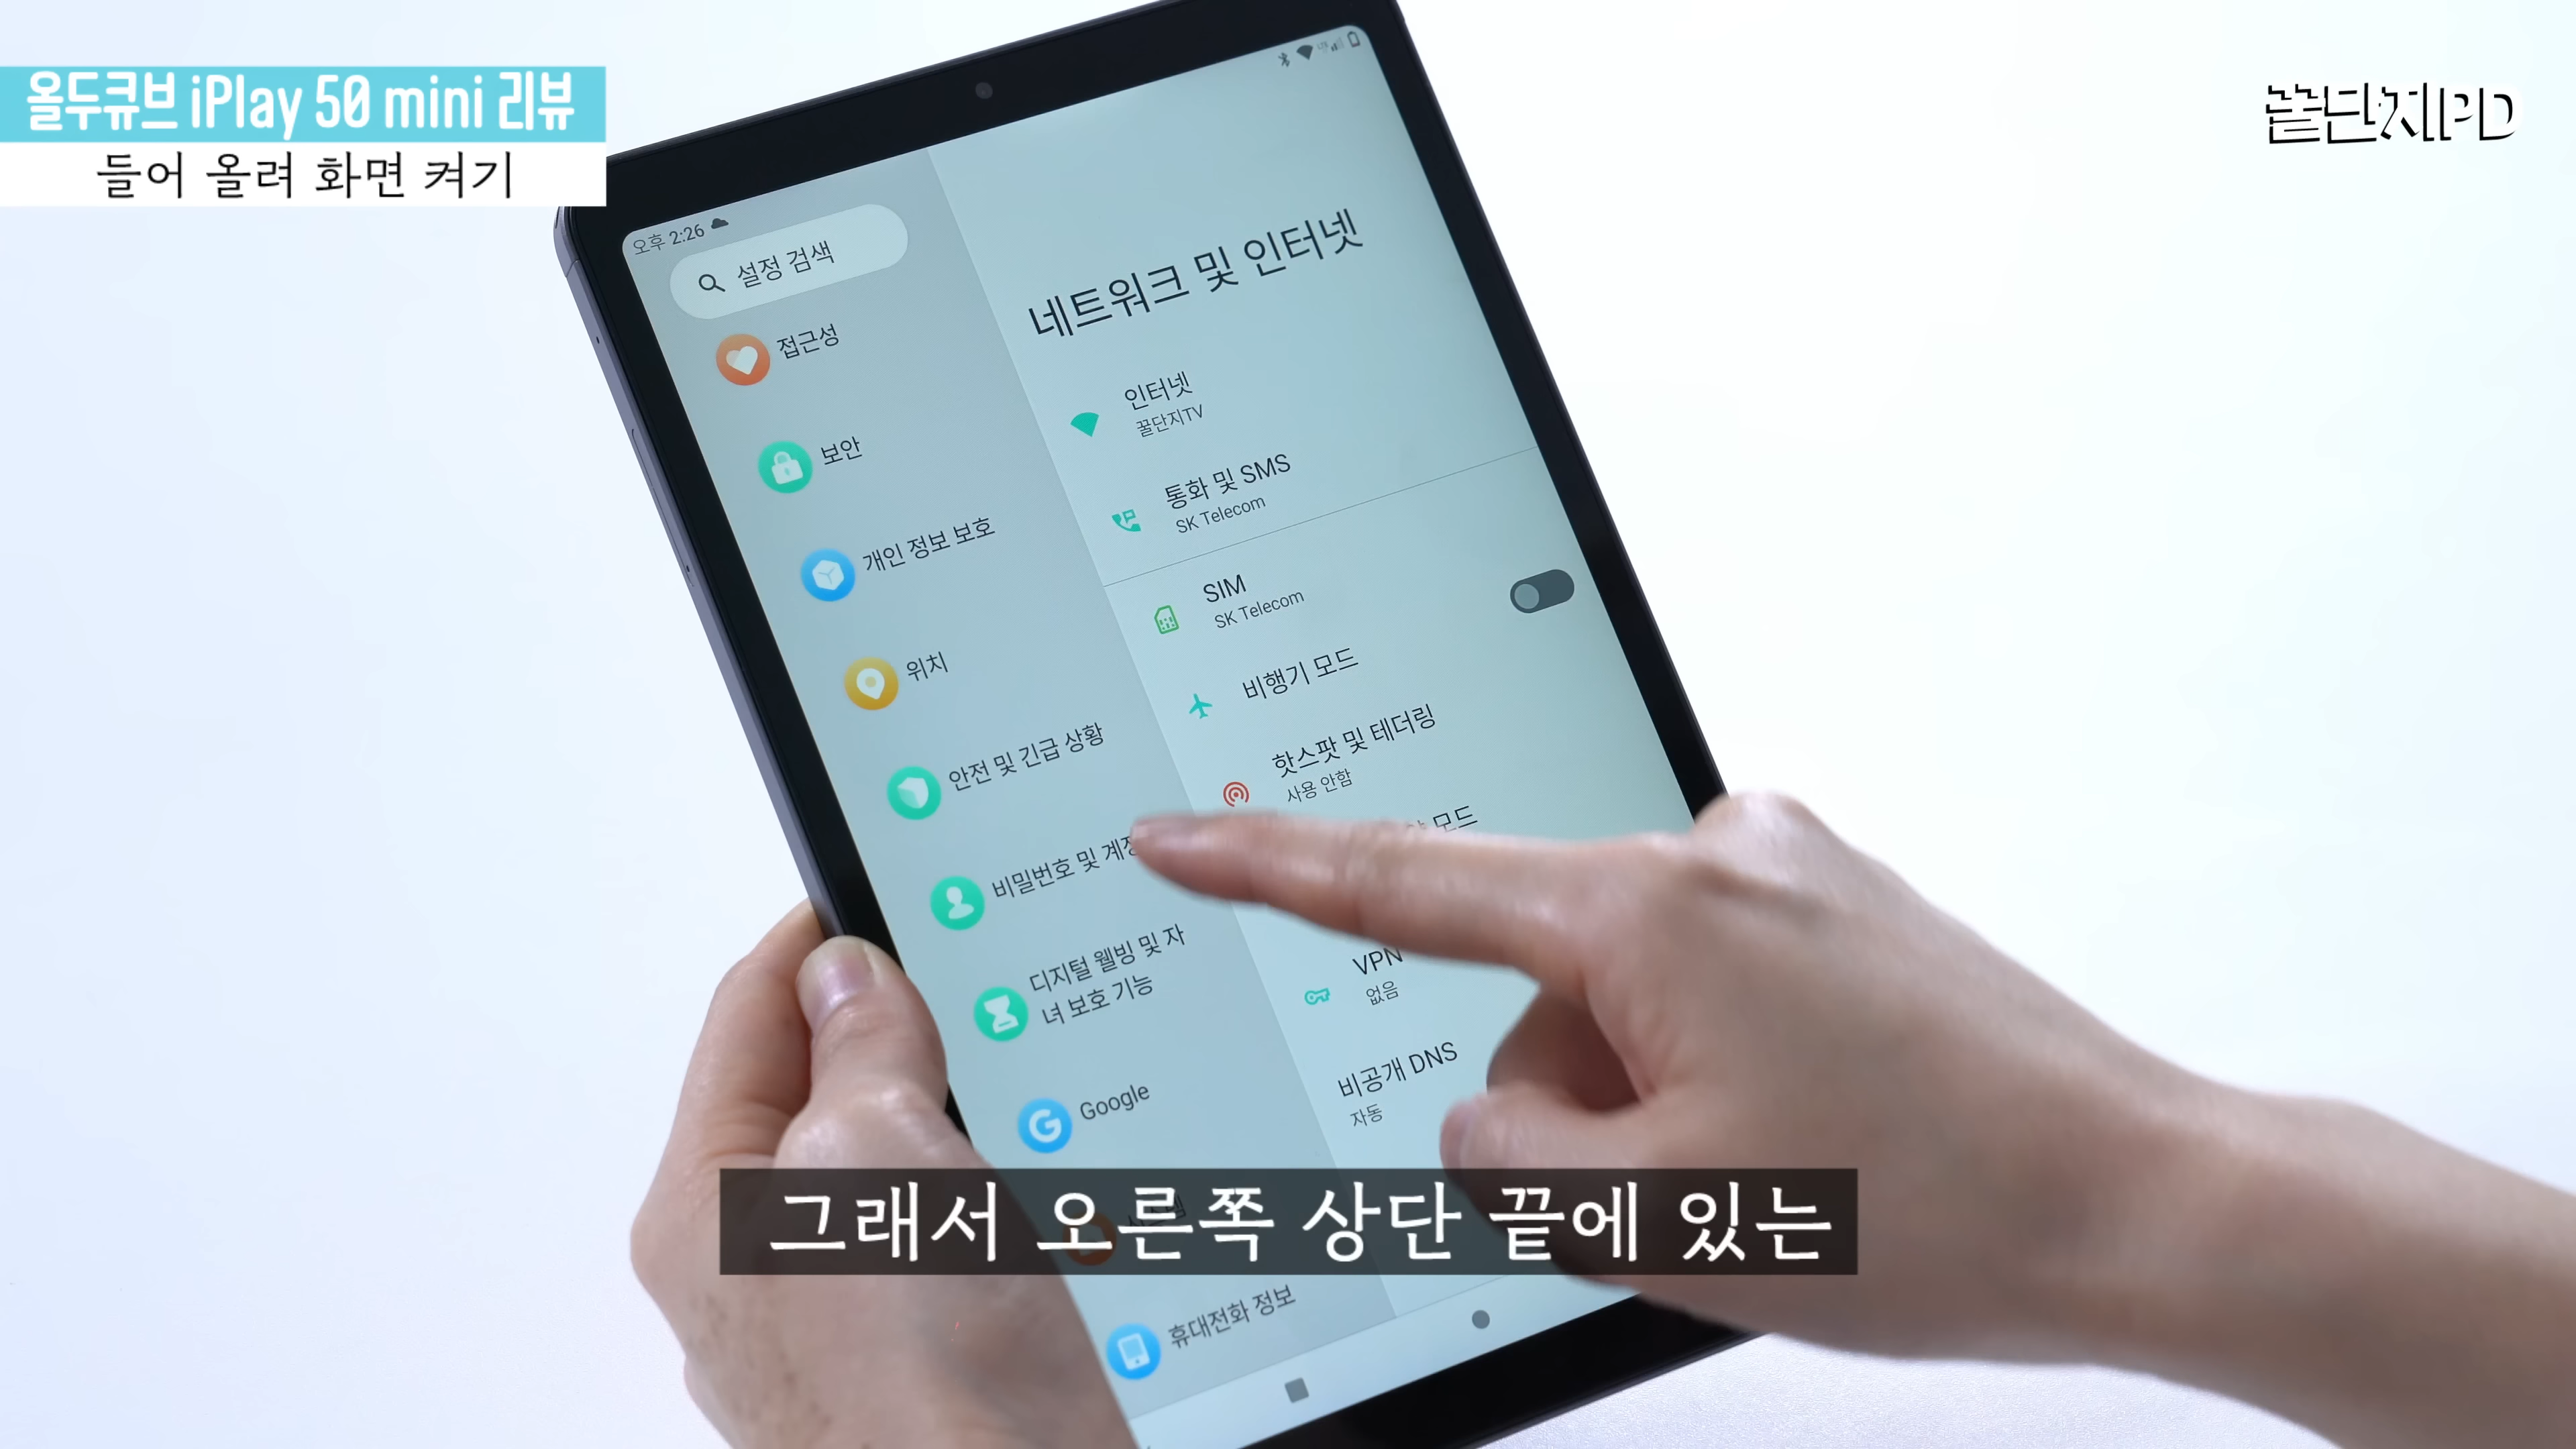 올두큐브 iPlay 50 mini 리뷰
들어 올려 화면 켜기
꿀단지PD
오후 2:26
설정 검색
접근성
보안
개인 정보 보호
위치
안전 및 긴급 상황
비밀번호 및 계정
디지털 웰빙 및 자
녀 보호 기능
Google
휴대전화 정보
네트워크 및 인터넷
인터넷
꿀단지TV
통화 및 SMS
SK Telecom
SIM
SK Telecom
비행기 모드
핫스팟 및 테더링
사용 안함
모드
VPN
없음
비공개 DNS
자동
그래서 오른쪽 상단 끝에 있는